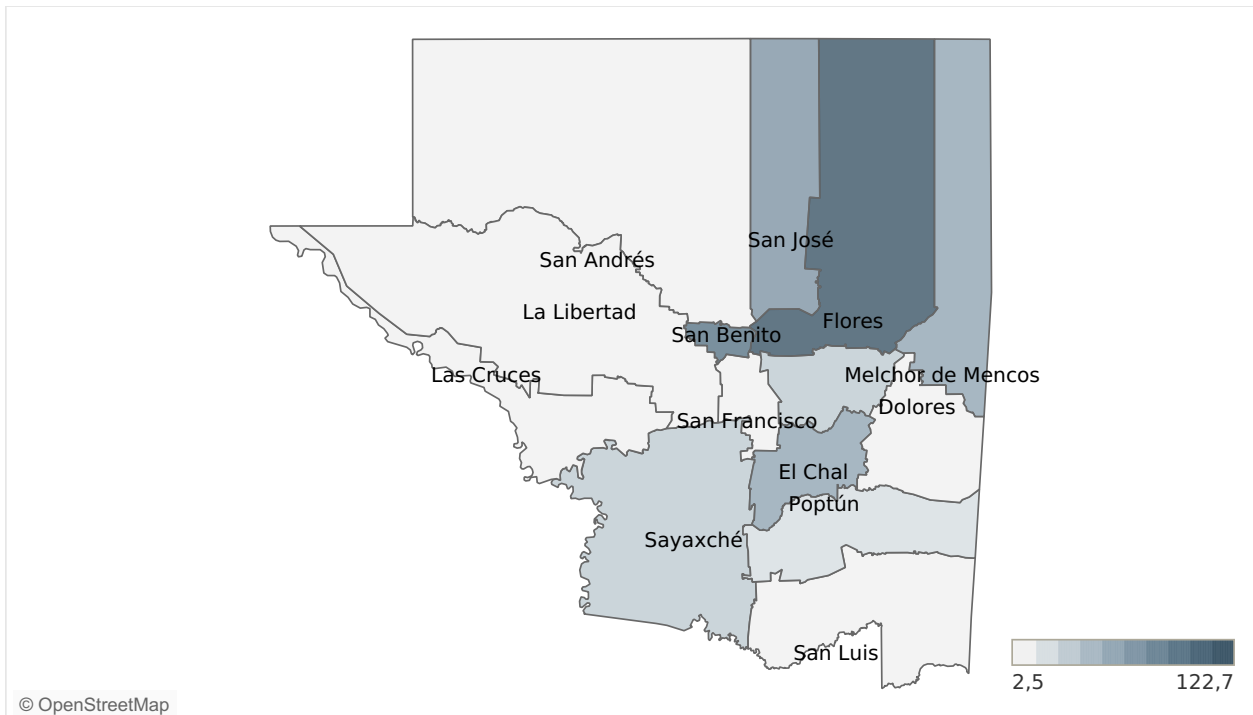 San José
San Andrés
La Libertad
Flores
San Benito
Las Cruces
Melchor de Mencos
Dolores
San Francisco
El Chal
Poptún
Sayaxché
San Luis
2,5
122,7
© OpenStreetMap